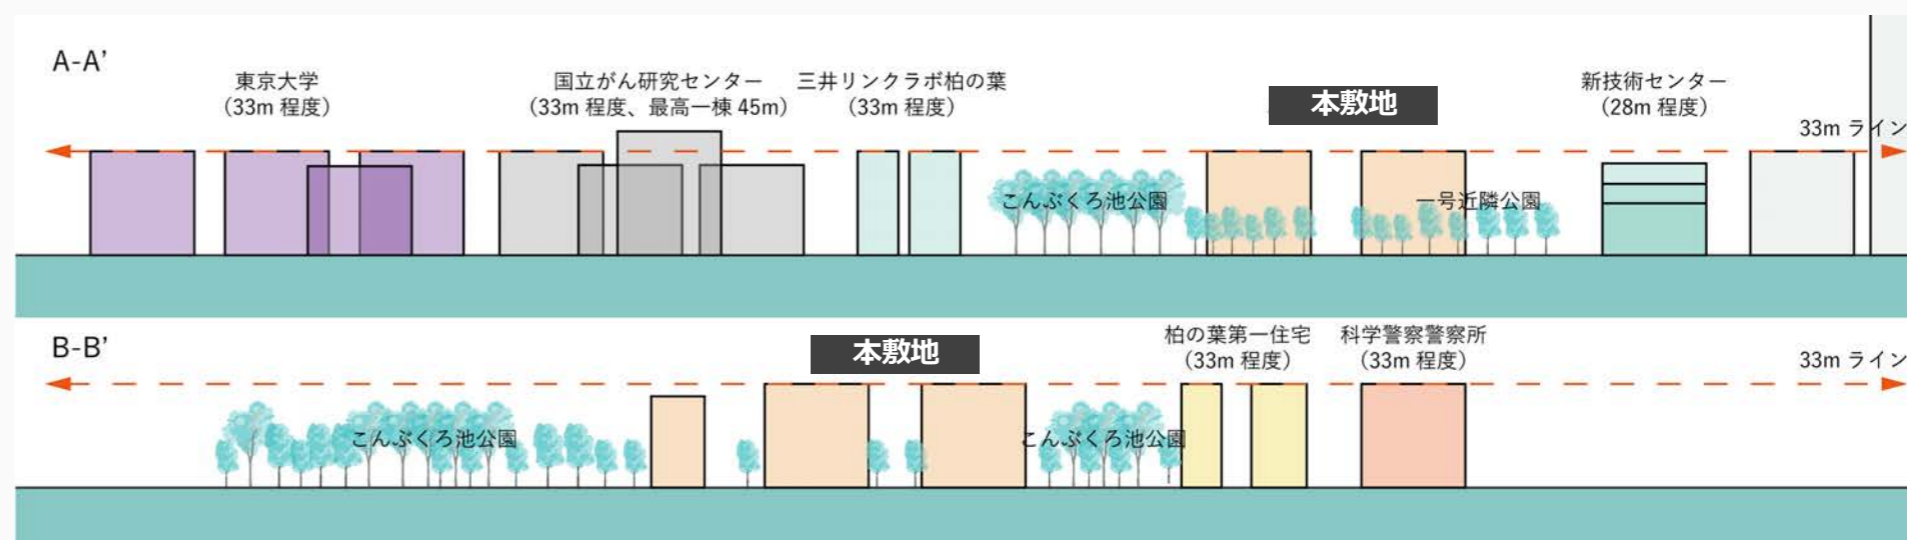 A-A’
東京大学
（33m 程度）
国立がん研究センター
（33m 程度、最高一棟 45m）
三井リンクラボ柏の葉
（33m 程度）
本敷地
新技術センター
（28m 程度）
33m ライン
こんぶくろ池公園
一号近隣公園
B-B’
本敷地
柏の葉第一住宅
（33m 程度）
科学警察警察所
（33m 程度）
33m ライン
こんぶくろ池公園
こんぶくろ池公園